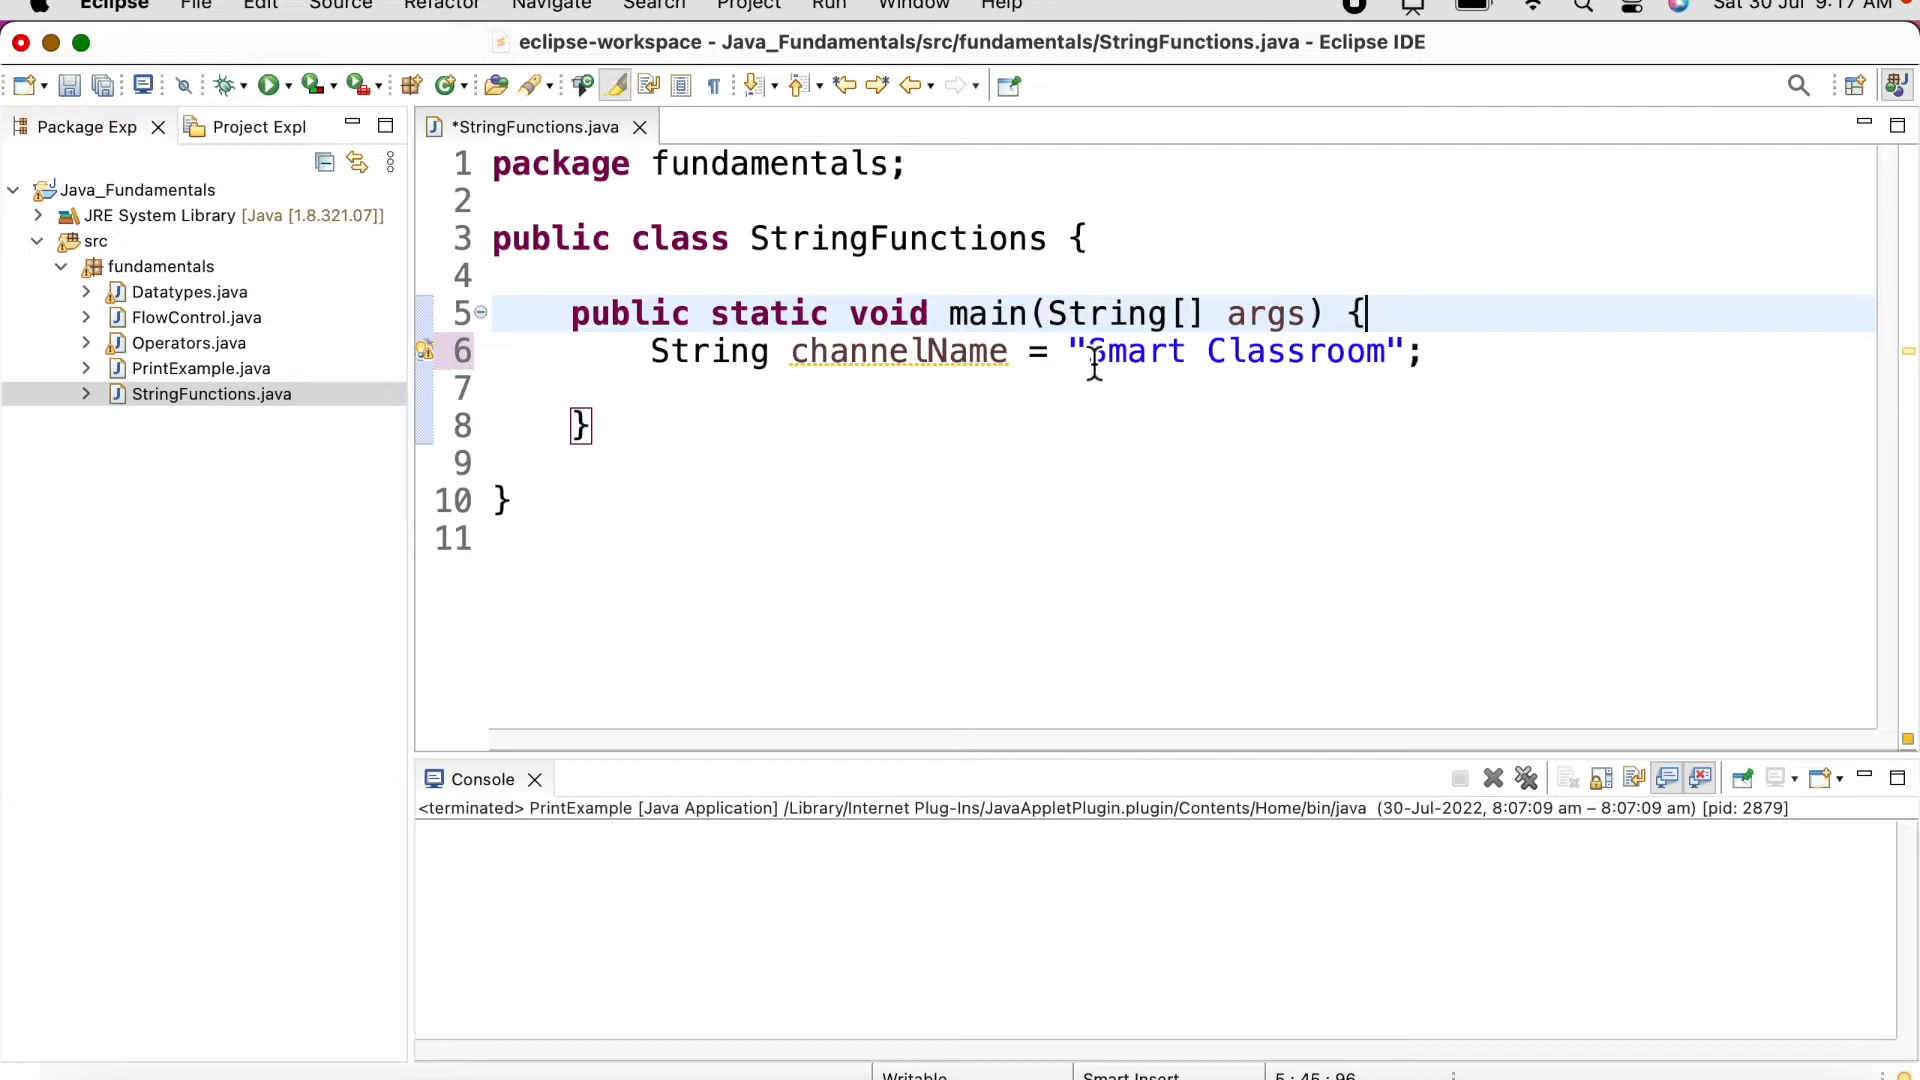 Eclipse File Edit Source Refactor Navigate Search Project Run Window Help Sat 30 Jul 9:17 AM
eclipse-workspace - Java_Fundamentals/src/fundamentals/StringFunctions.java - Eclipse IDE
Package Exp Project Expl
*StringFunctions.java
Java_Fundamentals
JRE System Library [Java [1.8.321.07]]
src
fundamentals
Datatypes.java
FlowControl.java
Operators.java
PrintExample.java
StringFunctions.java
1 package fundamentals;
2
3 public class StringFunctions {
4
5 public static void main(String[] args) {
6 String channelName = "Smart Classroom";
7
8 }
9
10 }
11
Console
<terminated> PrintExample [Java Application] /Library/Internet Plug-Ins/JavaAppletPlugin.plugin/Contents/Home/bin/java (30-Jul-2022, 8:07:09 am – 8:07:09 am) [pid: 2879]
Writable Smart Insert 5 : 45 : 96